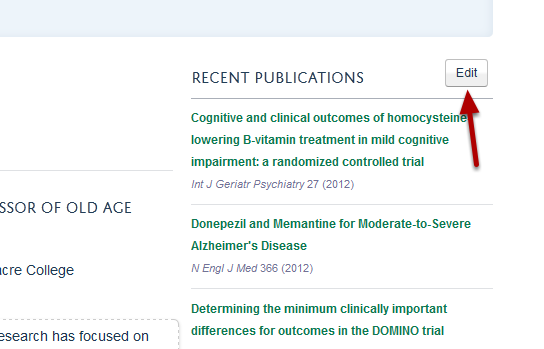 RECENT PUBLICATIONS
Edit
Cognitive and clinical outcomes of homocysteine
lowering B-vitamin treatment in mild cognitive
impairment: a randomized controlled trial
Int J Geriatr Psychiatry 27 (2012)
Donepezil and Memantine for Moderate-to-Severe
Alzheimer's Disease
N Engl J Med 366 (2012)
Determining the minimum clinically important
differences for outcomes in the DOMINO trial
SSOR OF OLD AGE
acre College
esearch has focused on